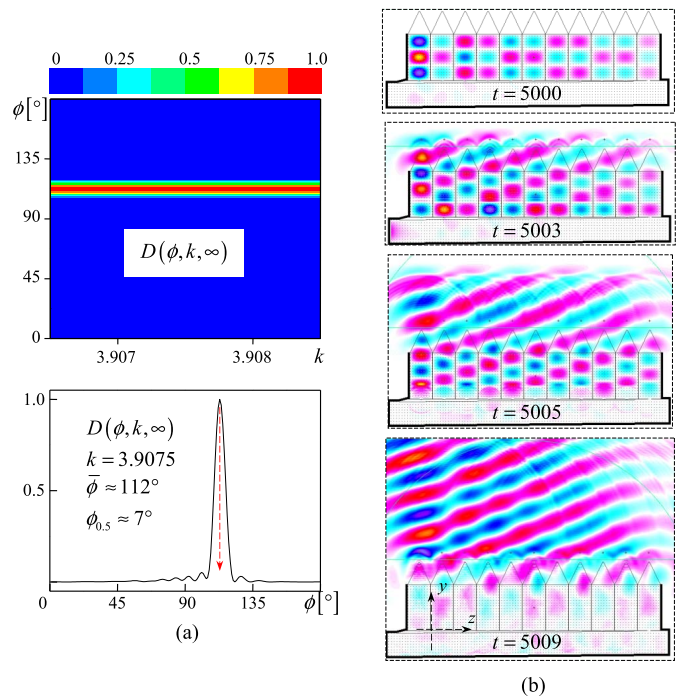 0 0.25 0.5 0.75 1.0
ϕ[°]
135
90
45
0
D(ϕ,k,∞)
3.907 3.908 k
1.0
0.5
D(ϕ,k,∞)
k = 3.9075
ϕ̅ ≈ 112°
ϕ0.5 ≈ 7°
0 45 90 135 ϕ[°]
(a)
t = 5000
t = 5003
t = 5005
y
z
t = 5009
(b)